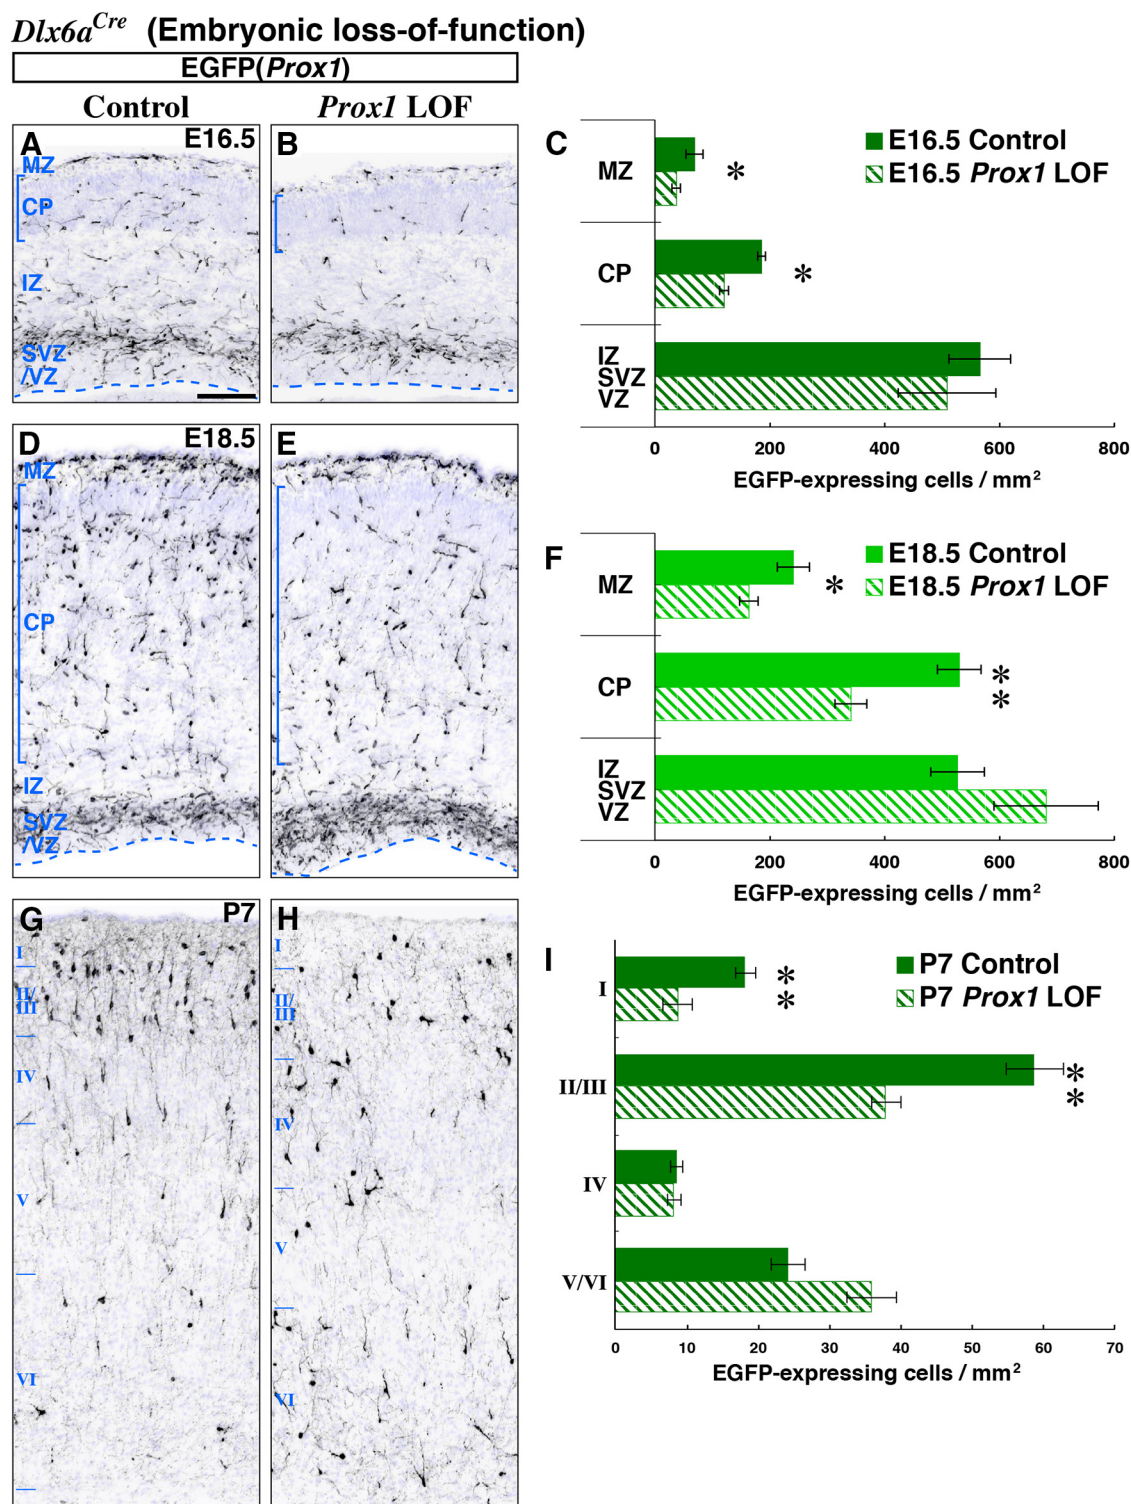 Dlx6aCre (Embryonic loss-of-function)
EGFP(Prox1)
Control
Prox1 LOF
A
E16.5
MZ
CP
IZ
SVZ
/VZ
B
C
E16.5 Control
E16.5 Prox1 LOF
MZ
*
CP
*
IZ
SVZ
VZ
0 200 400 600 800
EGFP-expressing cells / mm2
D
E18.5
MZ
CP
IZ
SVZ
/VZ
E
F
E18.5 Control
E18.5 Prox1 LOF
MZ
*
CP
*
*
IZ
SVZ
VZ
0 200 400 600 800
EGFP-expressing cells / mm2
G
P7
I
II/
III
IV
V
VI
H
I
II/
III
IV
V
VI
I
P7 Control
P7 Prox1 LOF
I
*
*
II/III
*
*
IV
V/VI
0 10 20 30 40 50 60 70
EGFP-expressing cells / mm2